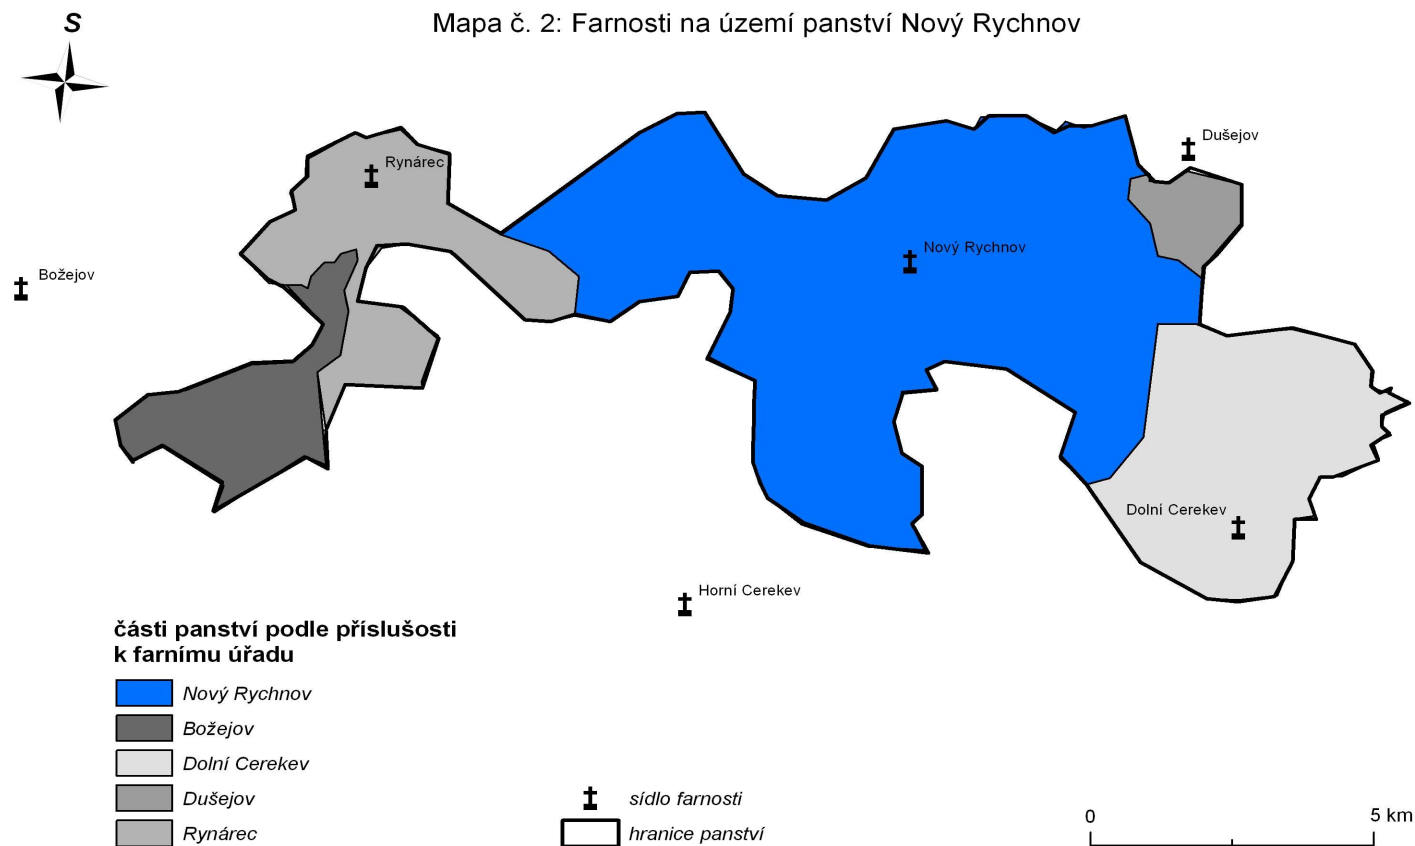 Mapa č. 2: Farnosti na území panství Nový Rychnov
S
Dušejov
Rynárec
Nový Rychnov
Božejov
Dolní Cerekev
Horní Cerekev
části panství podle příslušosti
k farnímu úřadu
Nový Rychnov
Božejov
Dolní Cerekev
Dušejov
Rynárec
sídlo farnosti
hranice panství
0 5 km